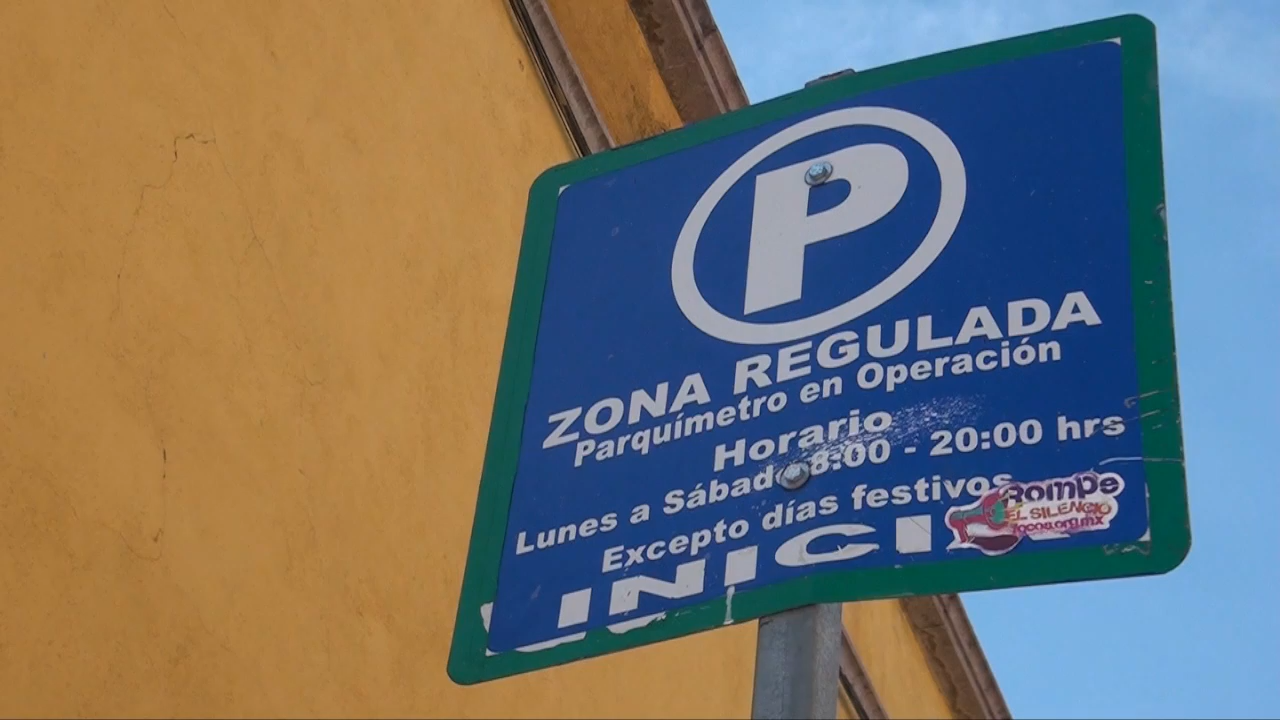 P
ZONA REGULADA
Parquímetro en Operación
Horario
Lunes a Sábado 8:00 - 20:00 hrs
Excepto días festivos
Rompe
EL SILENCIO